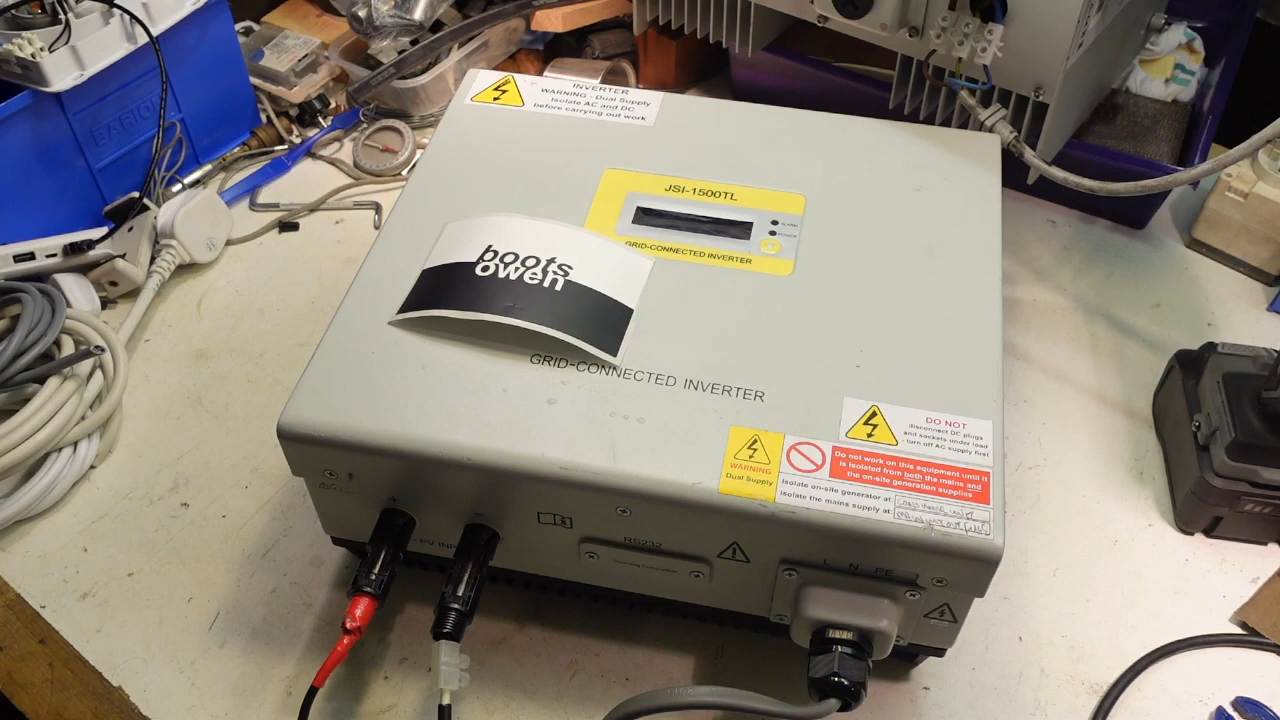 INVERTER
WARNING - Dual Supply
Isolate AC and DC
before carrying out work
BARTON
JSI-1500TL
ALARM
POWER
GRID-CONNECTED INVERTER
boots
owen
GRID-CONNECTED INVERTER
DO NOT
disconnect DC plugs
and sockets under load
- turn off AC supply first
WARNING
Dual Supply
Do not work on this equipment until it
is isolated from both the mains and
the on-site generation supplies
Isolate on-site generator at:
Isolate the mains supply at:
PV INP
RS232
L N PE